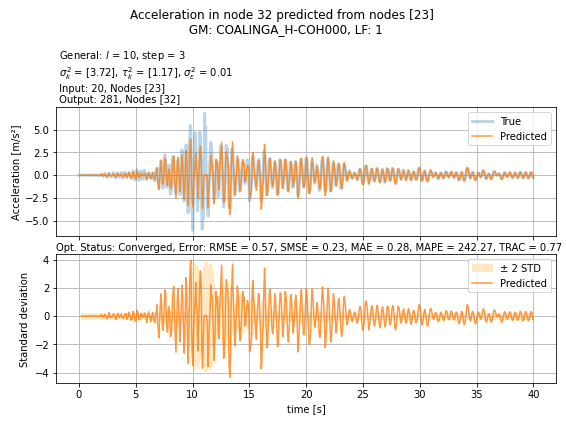 Acceleration in node 32 predicted from nodes [23]
GM: COALINGA_H-COH000, LF: 1
General: l = 10, step = 3
σ²ₖ = [3.72], τ²ₖ = [1.17], σ²ε = 0.01
Input: 20, Nodes [23]
Output: 281, Nodes [32]
True
Predicted
Acceleration [m/s²]
5.0
2.5
0.0
−2.5
−5.0
Opt. Status: Converged, Error: RMSE = 0.57, SMSE = 0.23, MAE = 0.28, MAPE = 242.27, TRAC = 0.77
± 2 STD
Predicted
Standard deviation
4
2
0
−2
−4
0 5 10 15 20 25 30 35 40
time [s]